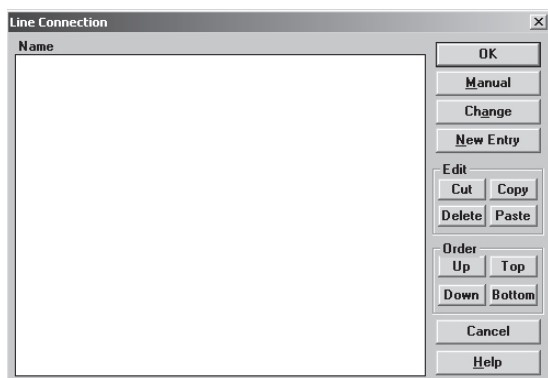 Line Connection
Name
OK
Manual
Change
New Entry
Edit
Cut Copy
Delete Paste
Order
Up Top
Down Bottom
Cancel
Help